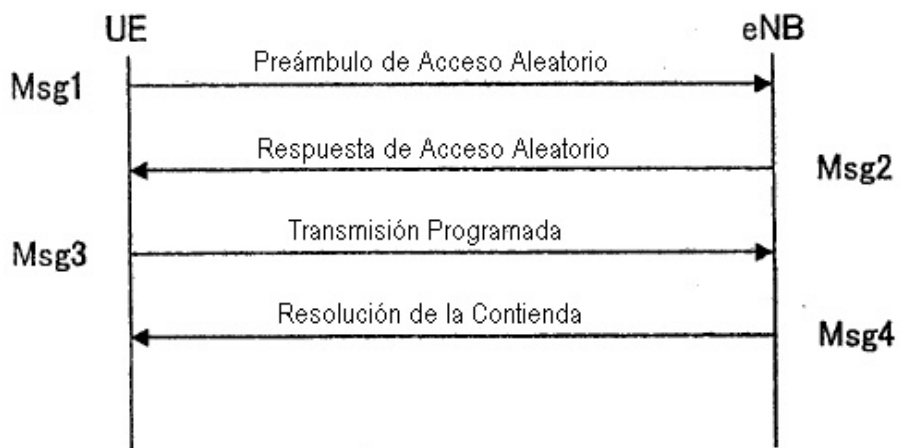 UE eNB
Preámbulo de Acceso Aleatorio
Msg1
Respuesta de Acceso Aleatorio
Msg2
Transmisión Programada
Msg3
Resolución de la Contienda
Msg4